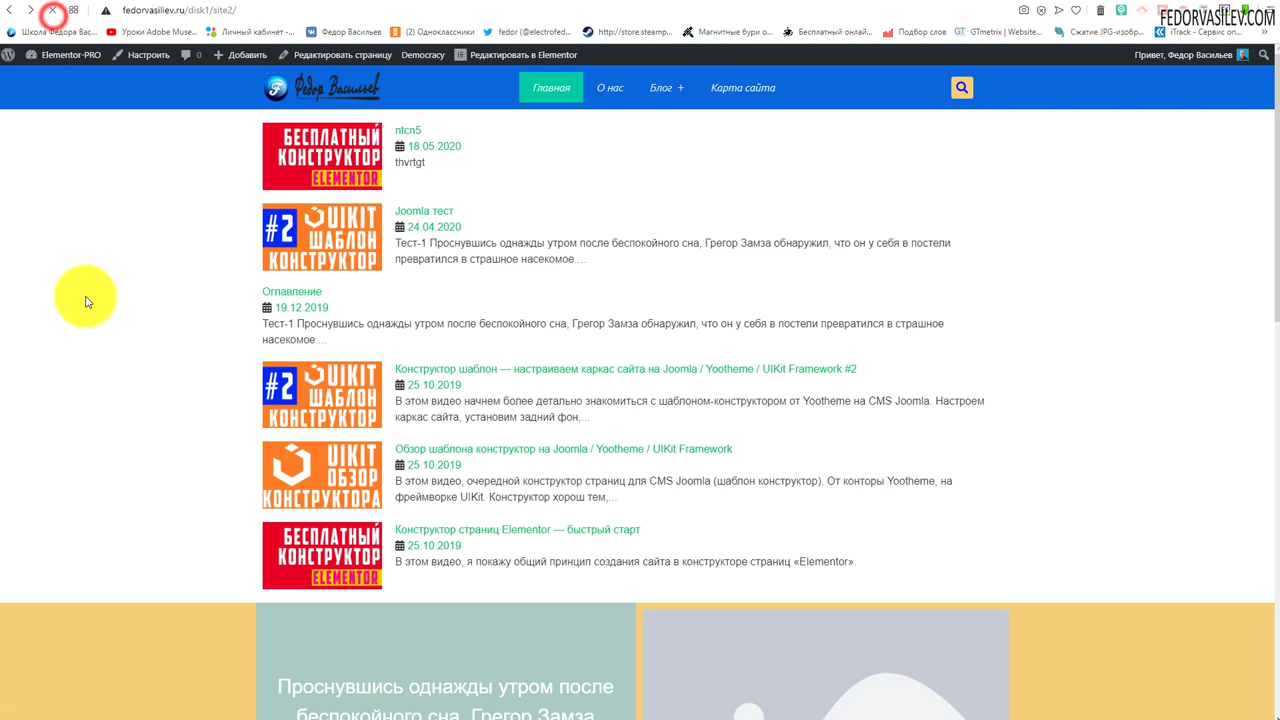 fedorvasiliev.ru/disk1/site2/
FEDORVASILEV.COM
Школа Федора Вас...
Уроки Adobe Muse...
Личный кабинет -...
Федор Васильев
(2) Одноклассники
fedor (@electrofed...
http://store.steamp...
Магнитные бури о...
Бесплатный онлай...
Подбор слов
GTmetrix | Website...
Сжатие JPG-изобр...
iTrack - Сервис оп...
Elementor-PRO
Настроить
0
Добавить
Редактировать страницу
Democracy
Редактировать в Elementor
Привет, Федор Васильев
Федор Васильев
Главная
О нас
Блог +
Карта сайта
БЕСПЛАТНЫЙ
КОНСТРУКТОР
ELEMENTOR
ntcn5
18.05.2020
thvrtgt
#2 UIKIT
ШАБЛОН
КОНСТРУКТОР
Joomla тест
24.04.2020
Тест-1 Проснувшись однажды утром после беспокойного сна, Грегор Замза обнаружил, что он у себя в постели
превратился в страшное насекомое....
Оглавление
19.12.2019
Тест-1 Проснувшись однажды утром после беспокойного сна, Грегор Замза обнаружил, что он у себя в постели превратился в страшное
насекомое....
#2 UIKIT
ШАБЛОН
КОНСТРУКТОР
Конструктор шаблон — настраиваем каркас сайта на Joomla / Yootheme / UIKit Framework #2
25.10.2019
В этом видео начнем более детально знакомиться с шаблоном-конструктором от Yootheme на CMS Joomla. Настроем
каркас сайта, установим задний фон,...
UIKIT
ОБЗОР
КОНСТРУКТОРА
Обзор шаблона конструктор на Joomla / Yootheme / UIKit Framework
25.10.2019
В этом видео, очередной конструктор страниц для CMS Joomla (шаблон конструктор). От конторы Yootheme, на
фреймворке UIKit. Конструктор хорош тем,...
БЕСПЛАТНЫЙ
КОНСТРУКТОР
ELEMENTOR
Конструктор страниц Elementor — быстрый старт
25.10.2019
В этом видео, я покажу общий принцип создания сайта в конструкторе страниц «Elementor».
Проснувшись однажды утром после
беспокойного сна, Грегор Замза